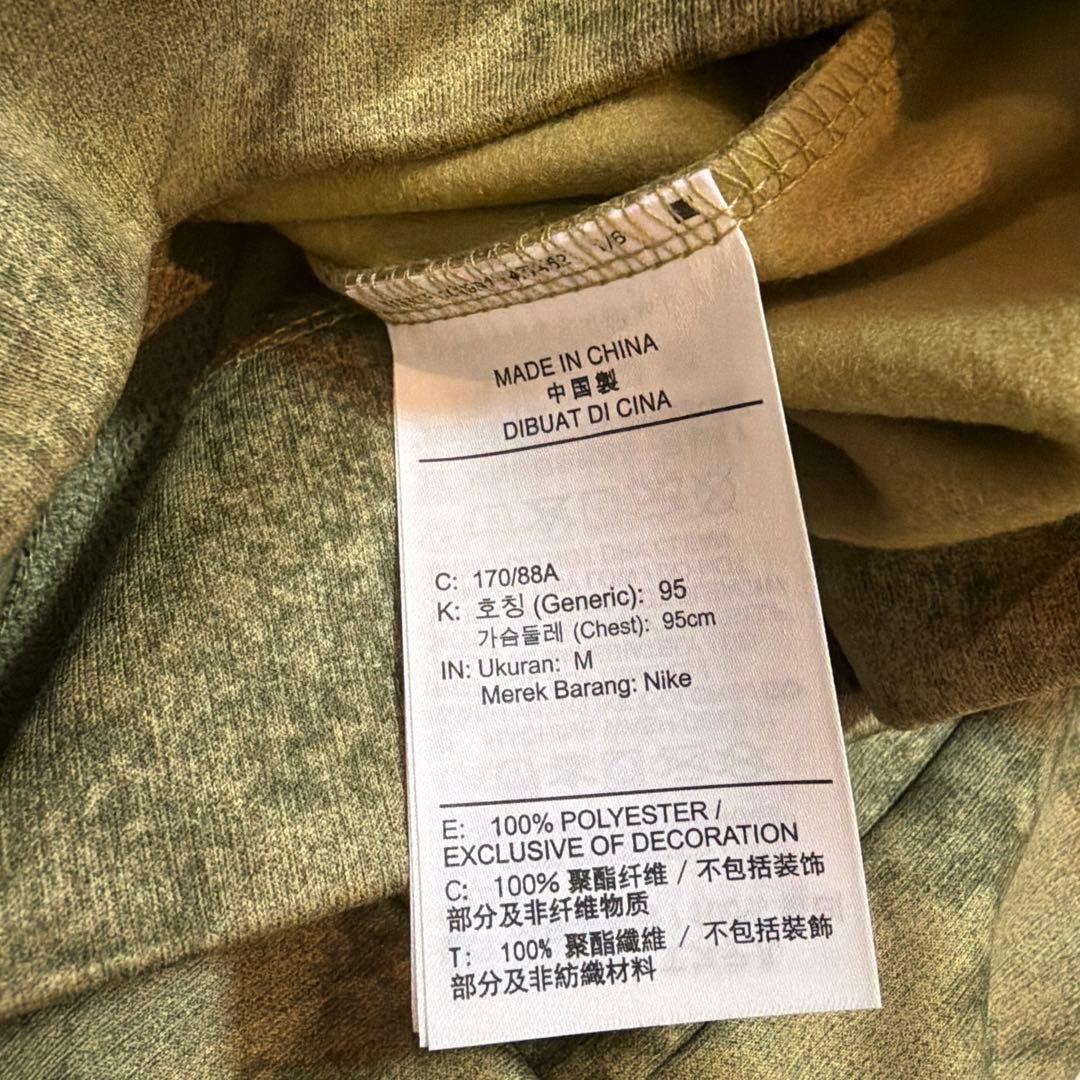 MADE IN CHINA
中国製
DIBUAT DI CINA
C: 170/88A
K: 호칭 (Generic): 95
가슴둘레 (Chest): 95cm
IN: Ukuran: M
Merek Barang: Nike
E: 100% POLYESTER /
EXCLUSIVE OF DECORATION
C: 100% 聚酯纤维 / 不包括装饰
部分及非纤维物质
T: 100% 聚酯纖維 / 不包括裝飾
部分及非紡織材料